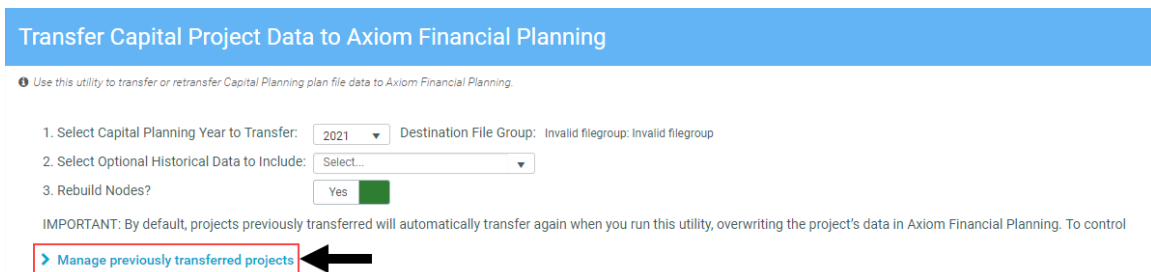 Transfer Capital Project Data to Axiom Financial Planning
Use this utility to transfer or retransfer Capital Planning plan file data to Axiom Financial Planning.
1. Select Capital Planning Year to Transfer: 2021 Destination File Group: Invalid filegroup: Invalid filegroup
2. Select Optional Historical Data to Include: Select...
3. Rebuild Nodes? Yes
IMPORTANT: By default, projects previously transferred will automatically transfer again when you run this utility, overwriting the project's data in Axiom Financial Planning. To control
Manage previously transferred projects